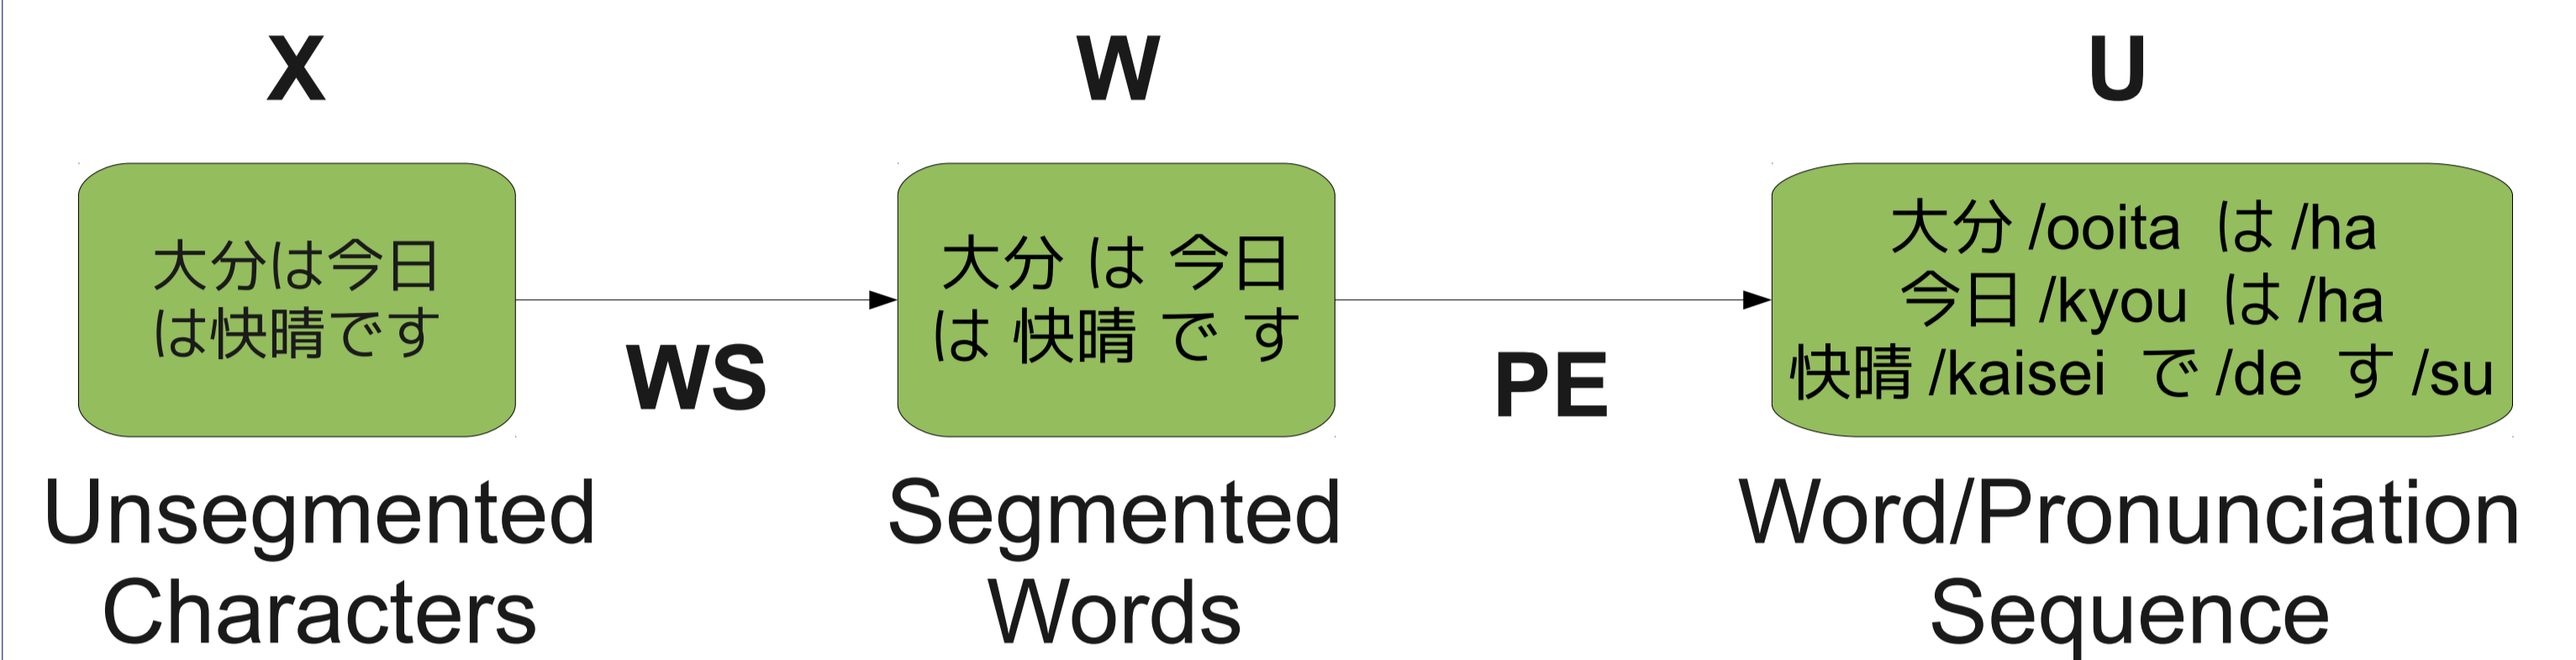 X
W
U
大分は今日
は快晴です
WS
大分 は 今日
は 快晴 で す
PE
大分 /ooita は /ha
今日 /kyou は /ha
快晴 /kaisei で /de す /su
Unsegmented
Characters
Segmented
Words
Word/Pronunciation
Sequence